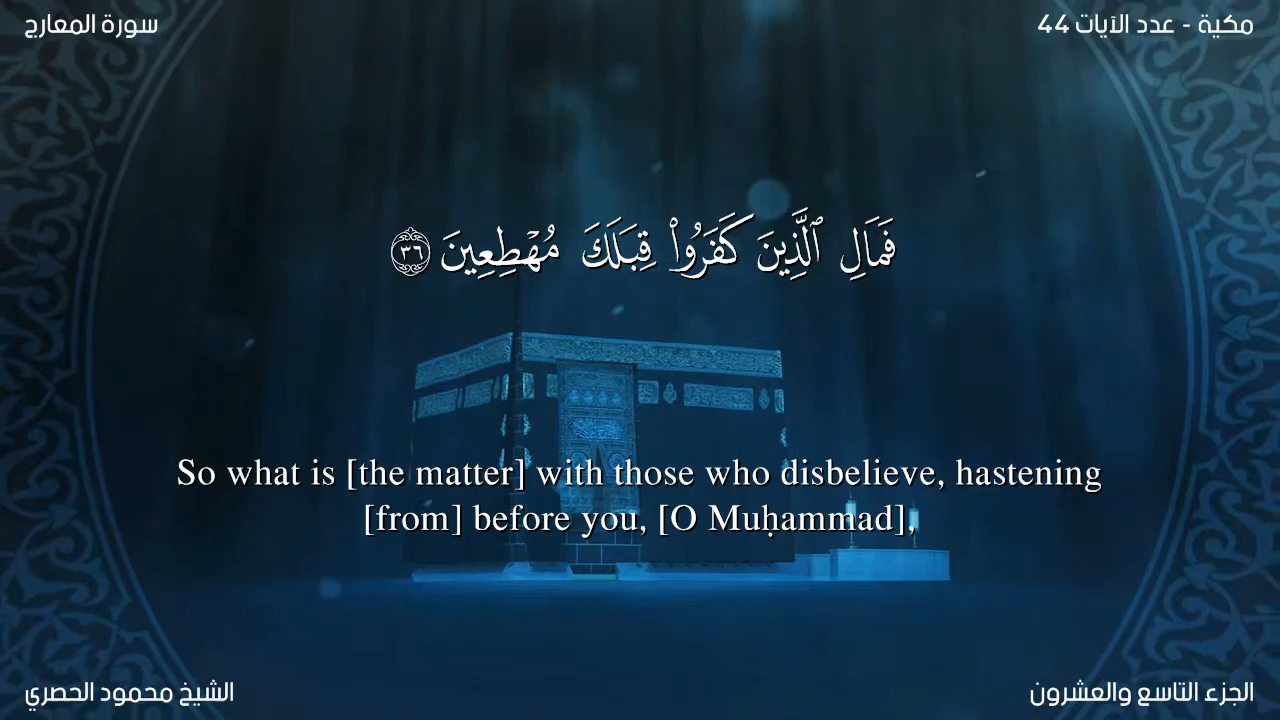 سورة المعارج
مكية - عدد الآيات 44
فَمَالِ ٱلَّذِينَ كَفَرُوا۟ قِبَلَكَ مُهْطِعِينَ ٣٦
So what is [the matter] with those who disbelieve, hastening
[from] before you, [O Muḥammad],
الشيخ محمود الحصري
الجزء التاسع والعشرون